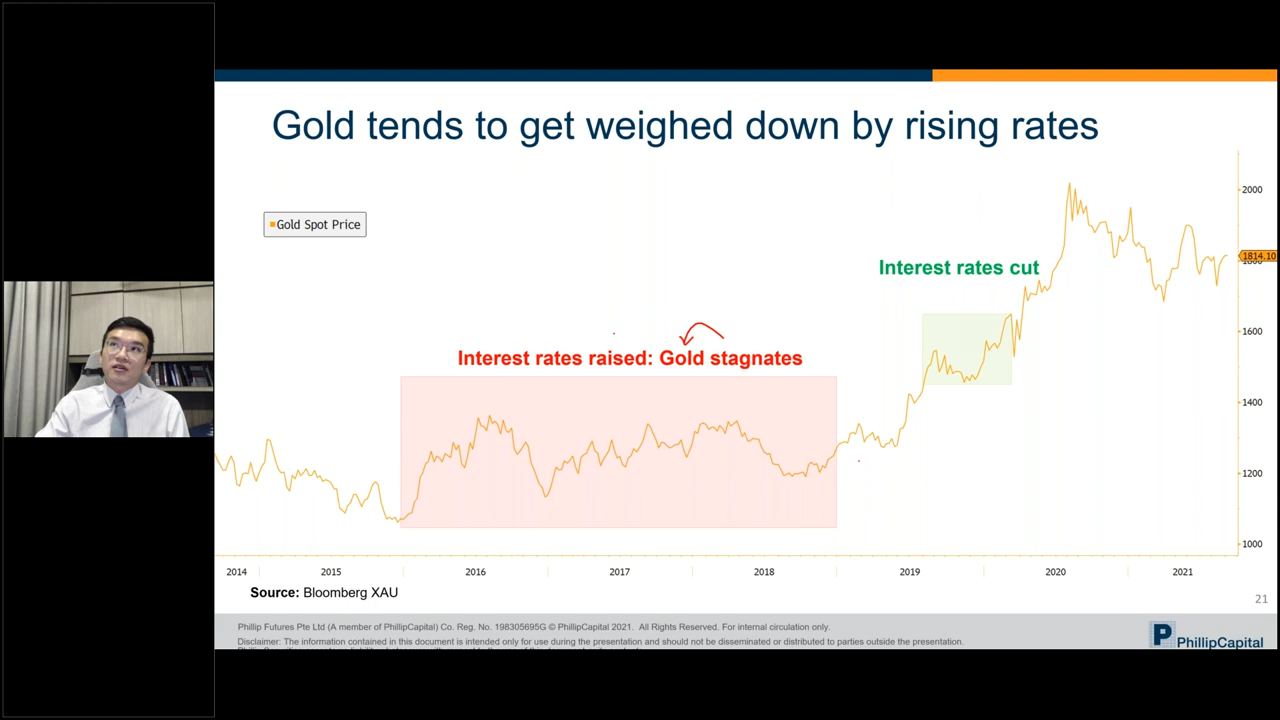 Gold tends to get weighed down by rising rates
Gold Spot Price
2000
1814.10
1600
1400
1200
1000
Interest rates cut
Interest rates raised: Gold stagnates
2014 2015 2016 2017 2018 2019 2020 2021
Source: Bloomberg XAU
21
Phillip Futures Pte Ltd (A member of PhillipCapital) Co. Reg. No. 198305695G © PhillipCapital 2021. All Rights Reserved. For internal circulation only.
Disclaimer: The information contained in this document is intended only for use during the presentation and should not be disseminated or distributed to parties outside the presentation.
P PhillipCapital